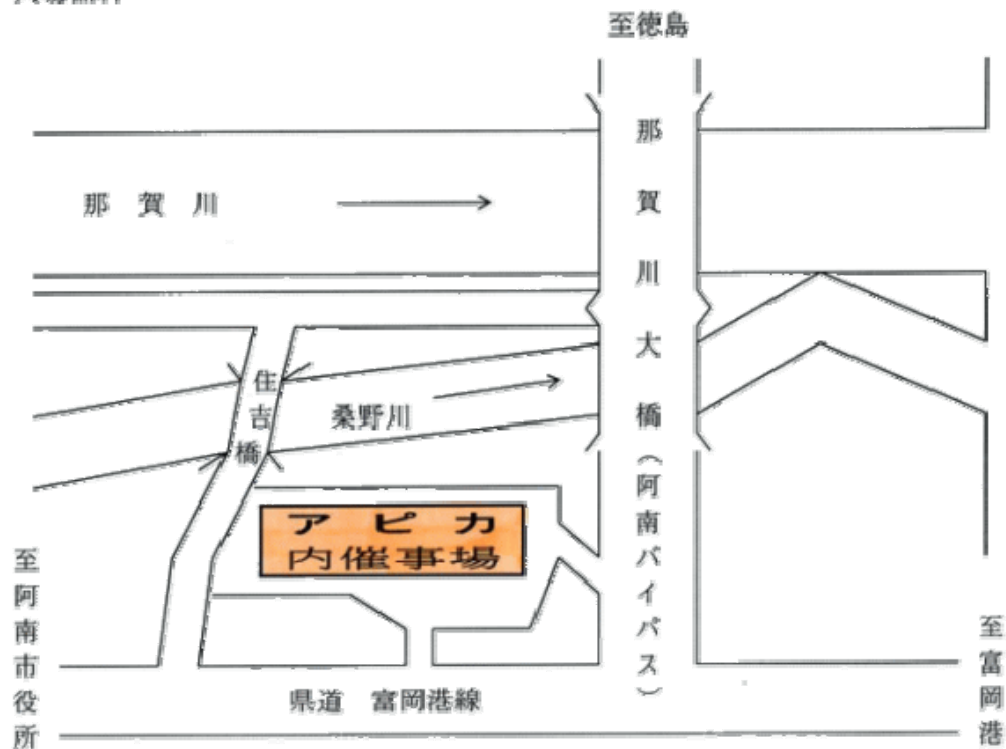 至徳島
那賀川大橋(阿南バイパス)
那賀川
住吉橋
桑野川
アピカ
内催事場
至阿南市役所
県道 富岡港線
至富岡港